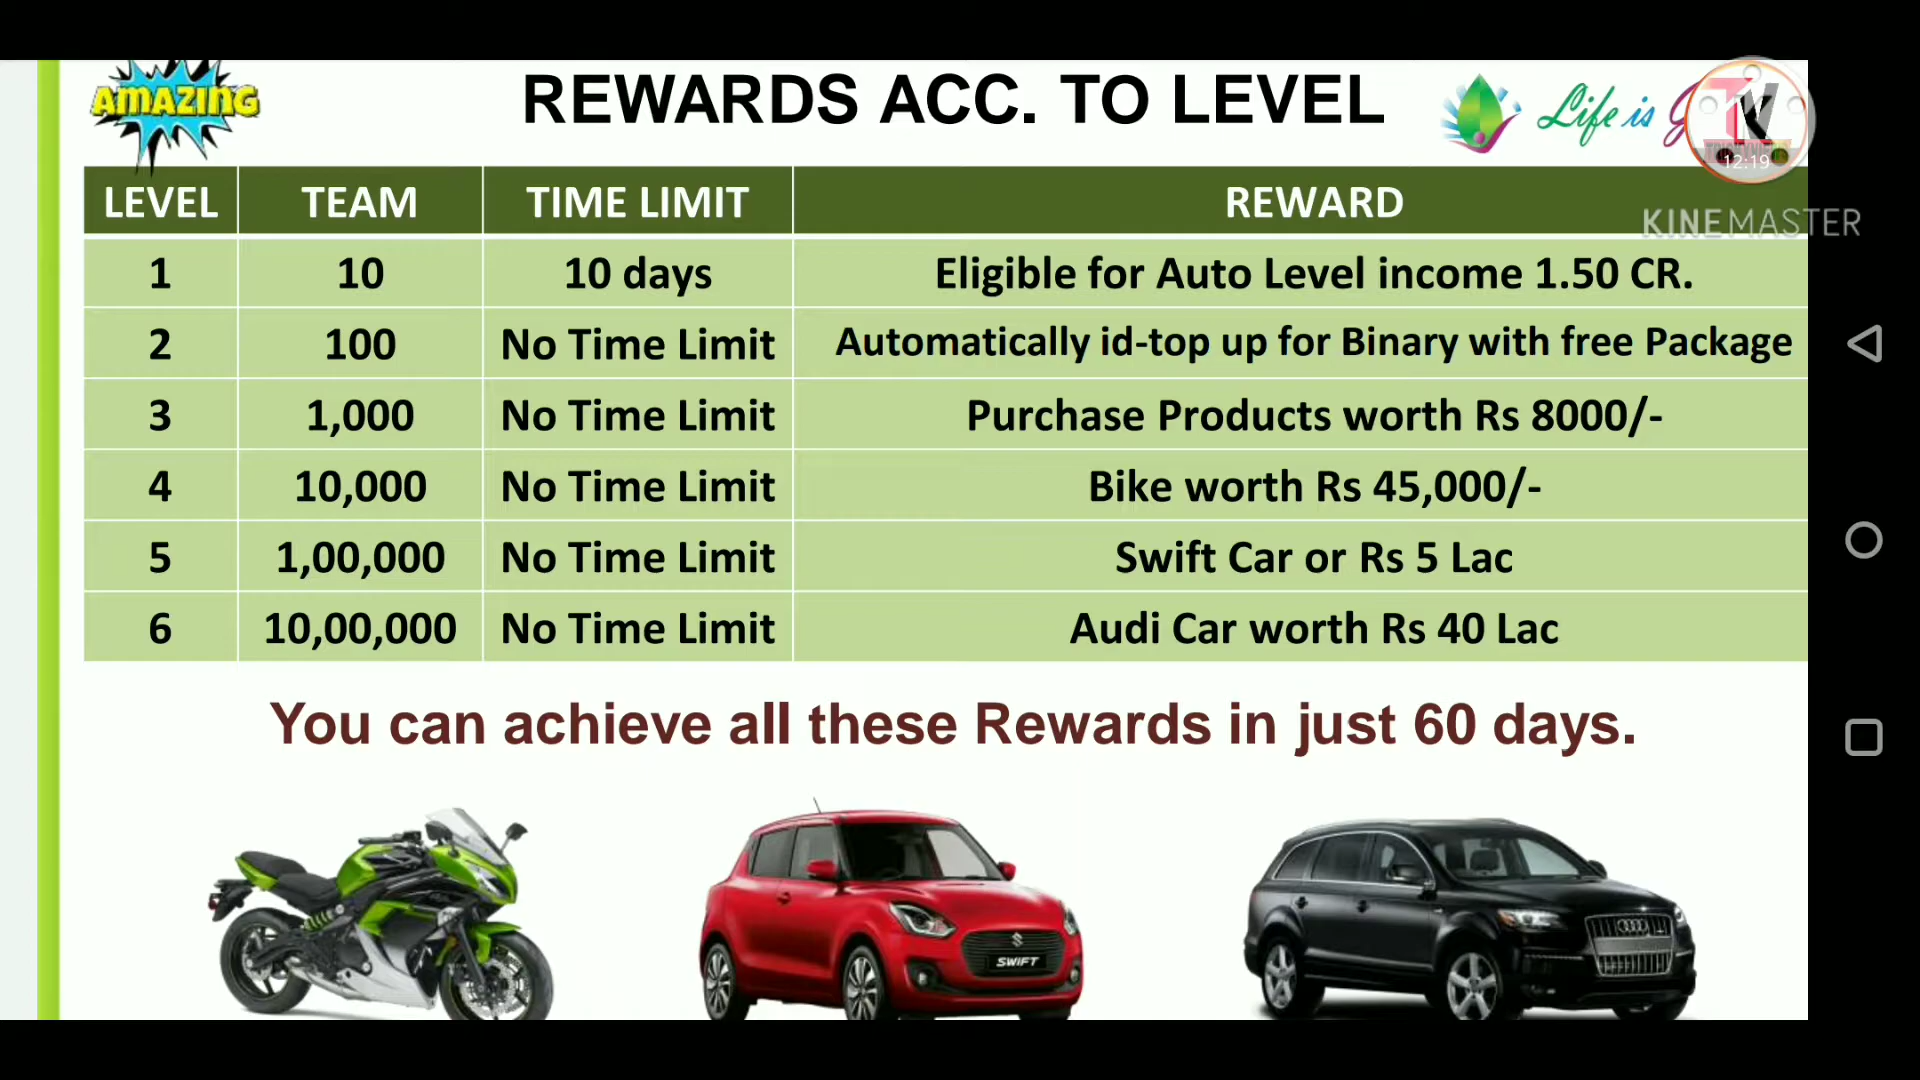 AMAZING
REWARDS ACC. TO LEVEL
Life is
12:19
KINEMASTER
LEVEL TEAM TIME LIMIT REWARD
1 10 10 days Eligible for Auto Level income 1.50 CR.
2 100 No Time Limit Automatically id-top up for Binary with free Package
3 1,000 No Time Limit Purchase Products worth Rs 8000/-
4 10,000 No Time Limit Bike worth Rs 45,000/-
5 1,00,000 No Time Limit Swift Car or Rs 5 Lac
6 10,00,000 No Time Limit Audi Car worth Rs 40 Lac
You can achieve all these Rewards in just 60 days.
SWIFT